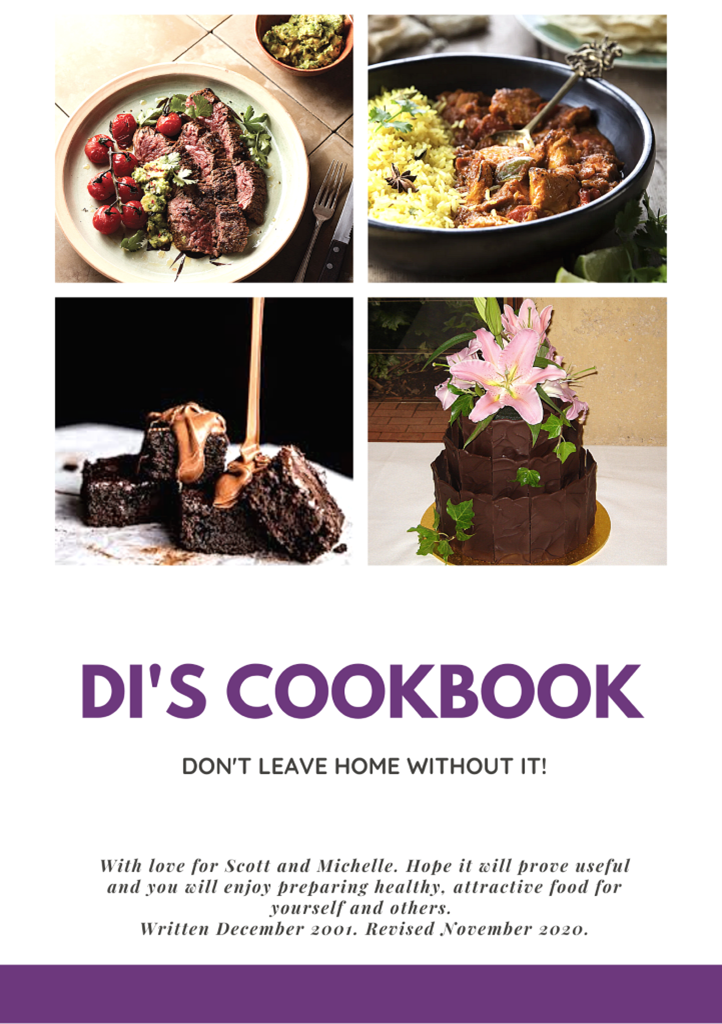 DI'S COOKBOOK
DON'T LEAVE HOME WITHOUT IT!
With love for Scott and Michelle. Hope it will prove useful
and you will enjoy preparing healthy, attractive food for
yourself and others.
Written December 2001. Revised November 2020.